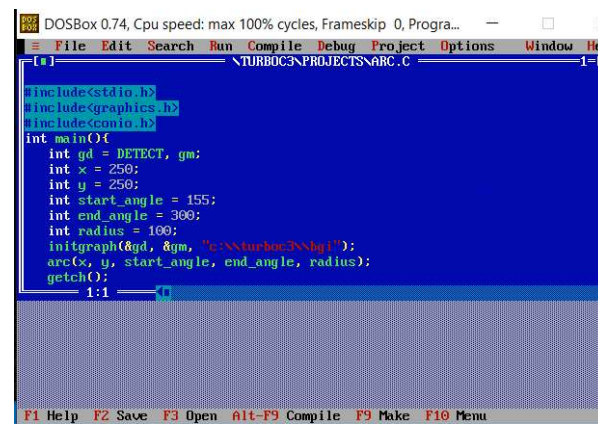 DOSBox 0.74, Cpu speed: max 100% cycles, Frameskip 0, Progra...
≡ File Edit Search Run Compile Debug Project Options Window He
[■] \TURBOC3\PROJECTS\ARC.C 1=[
#include<stdio.h>
#include<graphics.h>
#include<conio.h>
int main(){
int gd = DETECT, gm;
int x = 250;
int y = 250;
int start_angle = 155;
int end_angle = 300;
int radius = 100;
initgraph(&gd, &gm, "c:\\turboc3\\bgi");
arc(x, y, start_angle, end_angle, radius);
getch();
1:1
F1 Help F2 Save F3 Open Alt-F9 Compile F9 Make F10 Menu